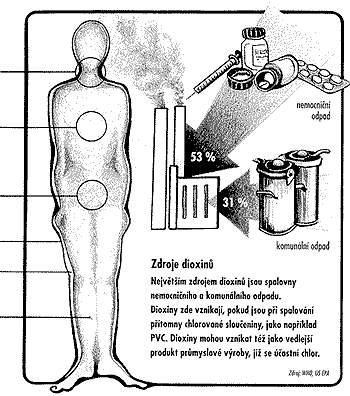 nemocniční
odpad
53 %
31 %
komunální odpad
Zdroje dioxinů
Největším zdrojem dioxinů jsou spalovny
nemocničního a komunálního odpadu.
Dioxiny zde vznikají, pokud jsou při spalování
přítomny chlorované sloučeniny, jako například
PVC. Dioxiny mohou vznikat též jako vedlejší
produkt průmyslové výroby, jíž se účastní chlor.
Zdroj: WHO, US EPA